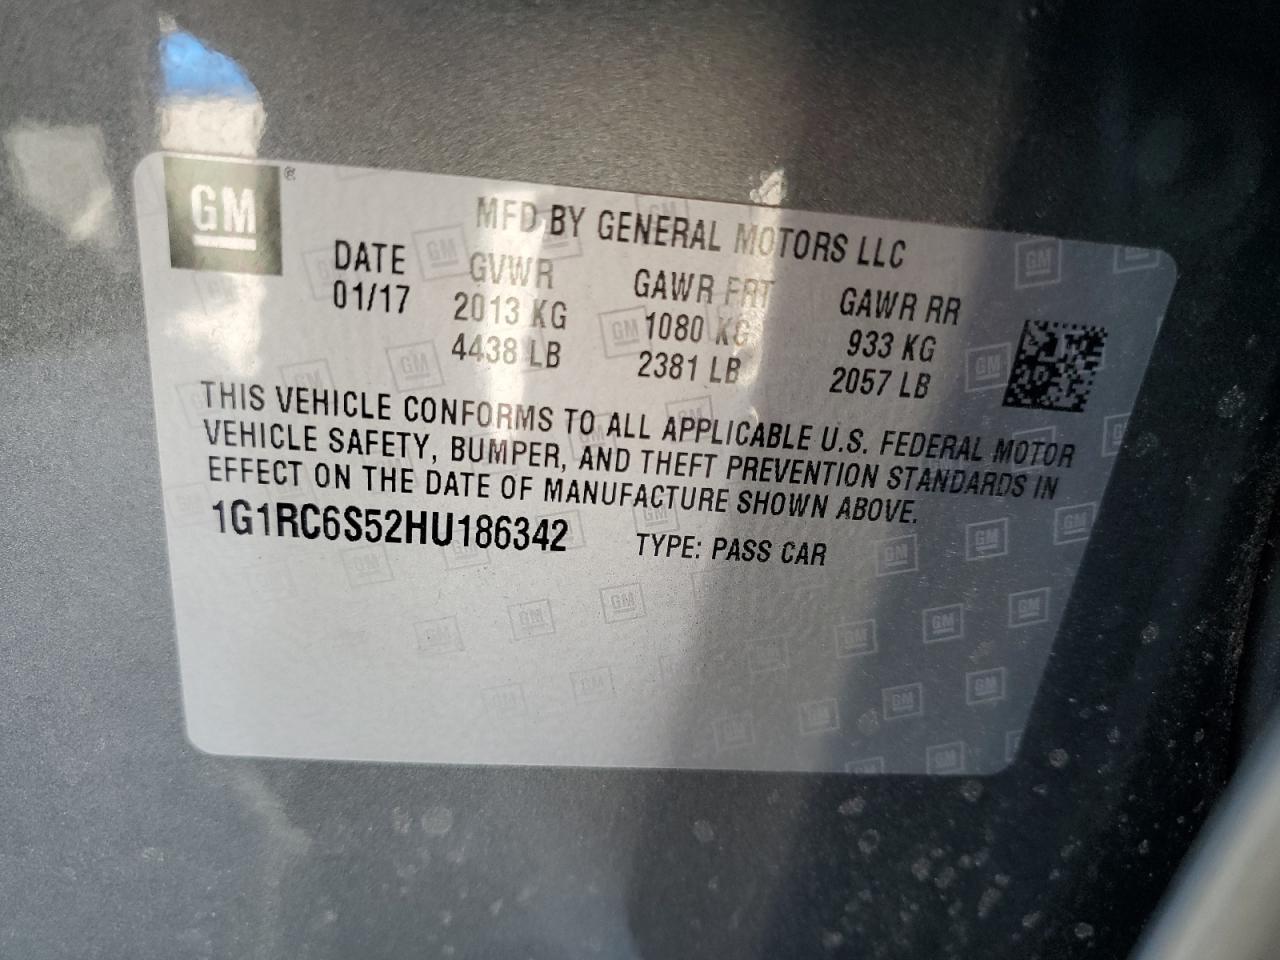 GM
MFD BY GENERAL MOTORS LLC
DATE GVWR GAWR FRT GAWR RR
01/17 2013 KG 1080 KG 933 KG
4438 LB 2381 LB 2057 LB
THIS VEHICLE CONFORMS TO ALL APPLICABLE U.S. FEDERAL MOTOR
VEHICLE SAFETY, BUMPER, AND THEFT PREVENTION STANDARDS IN
EFFECT ON THE DATE OF MANUFACTURE SHOWN ABOVE.
1G1RC6S52HU186342 TYPE: PASS CAR